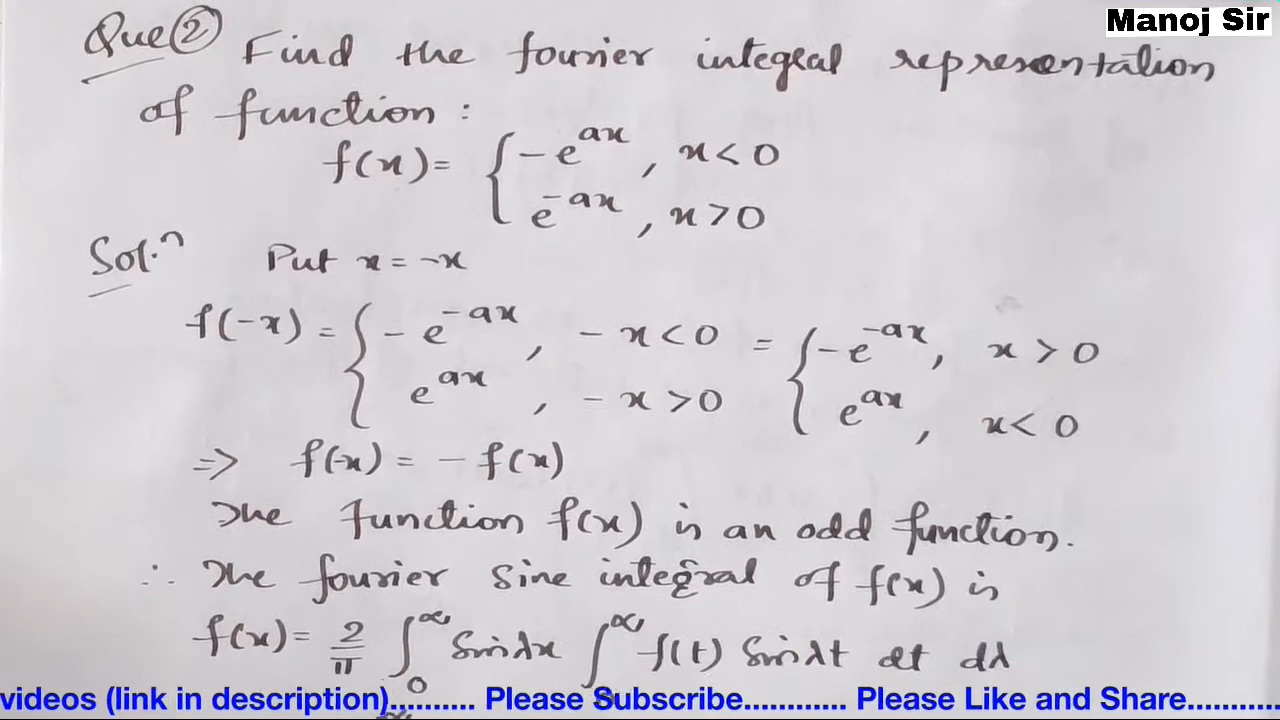 Manoj Sir
Que② Find the fourier integral representation
of function :
f(x)= { -e^{ax} , x<0
e^{-ax} , x>0
Sol.n Put x = -x
f(-x) = { - e^{-ax} , - x<0 = { -e^{-ax} , x>0
e^{ax} , - x>0 e^{ax} , x<0
=> f(-x) = - f(x)
The function f(x) is an odd function.
∴ The fourier Sine integral of f(x) is
f(x)= 2/π ∫_0^∞ Sinλx ∫^∞ f(t) Sinλt dt dλ
videos (link in description).......... Please Subscribe............ Please Like and Share...........